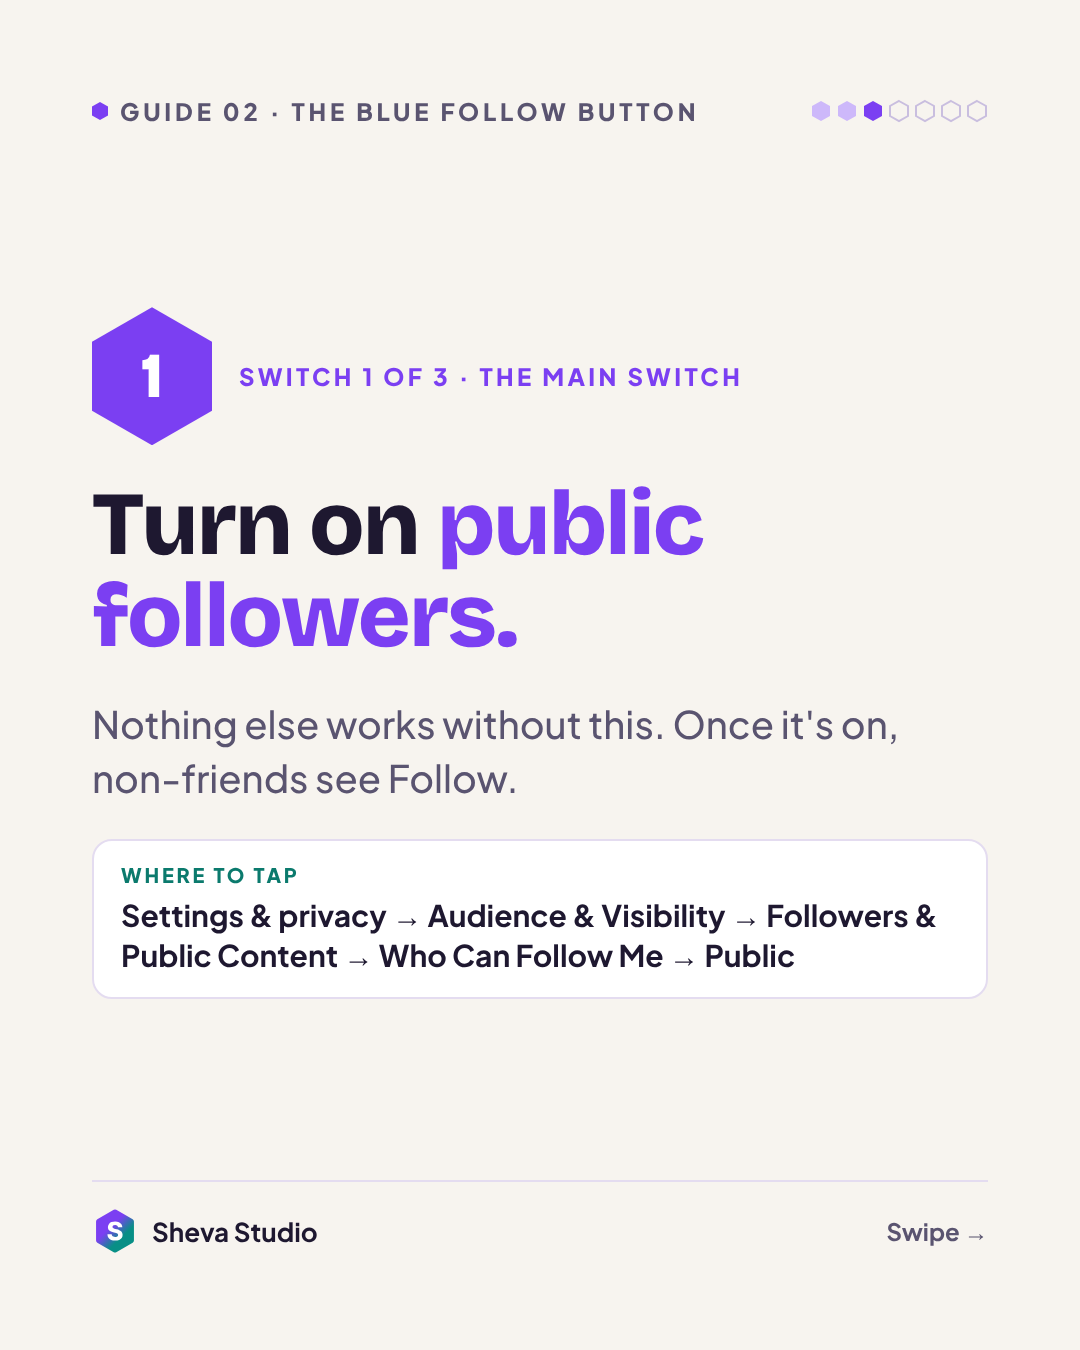 GUIDE 02 · THE BLUE FOLLOW BUTTON
1
SWITCH 1 OF 3 · THE MAIN SWITCH
Turn on public
followers.
Nothing else works without this. Once it's on,
non-friends see Follow.
WHERE TO TAP
Settings & privacy → Audience & Visibility → Followers &
Public Content → Who Can Follow Me → Public
S Sheva Studio
Swipe →